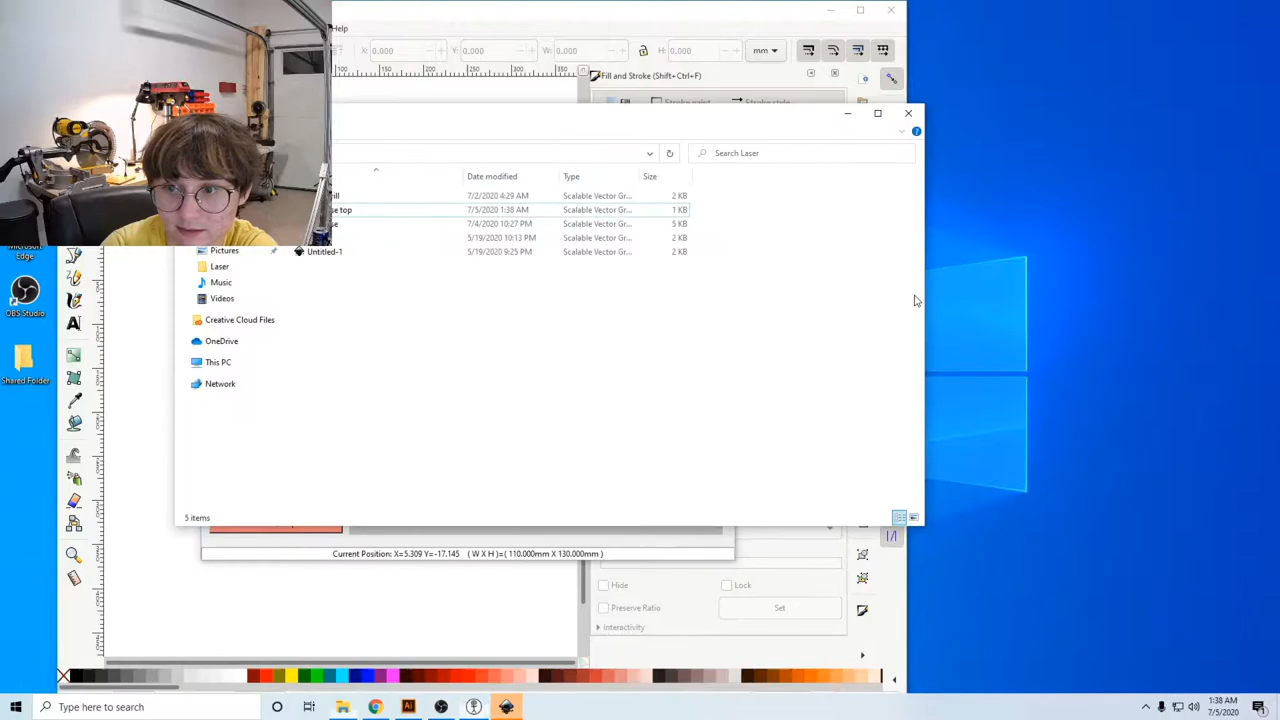 Help
X: 0.000 Y: 0.000 W: 0.000 H: 0.000 mm
100 150 200 250 300 350
Fill and Stroke (Shift+Ctrl+F)
Fill Stroke paint Stroke style
Search Laser
Date modified Type Size
7/2/2020 4:29 AM Scalable Vector Gr... 2 KB
top 7/5/2020 1:38 AM Scalable Vector Gr... 1 KB
7/4/2020 10:27 PM Scalable Vector Gr... 5 KB
5/19/2020 10:13 PM Scalable Vector Gr... 2 KB
Untitled-1 5/19/2020 9:25 PM Scalable Vector Gr... 2 KB
Microsoft
Edge
Pictures
Laser
Music
Videos
OBS Studio
Creative Cloud Files
OneDrive
This PC
Network
Shared Folder
5 items
Current Position: X=5.309 Y=-17.145 ( W X H )=( 110.000mm X 130.000mm )
Hide Lock
Preserve Ratio Set
Interactivity
Type here to search
1:38 AM
7/5/2020